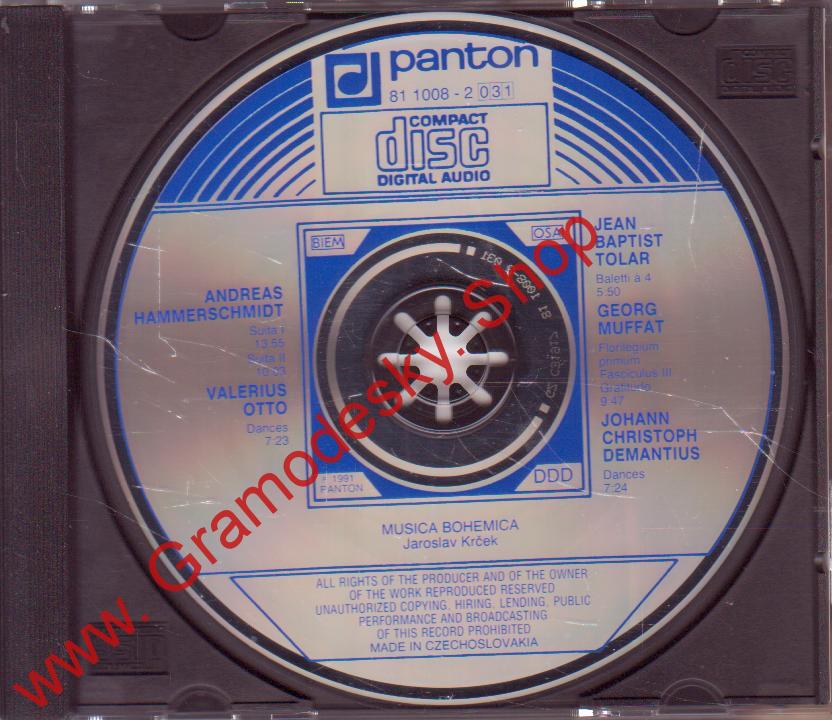 panton
81 1008 - 2 031
COMPACT
disc
DIGITAL AUDIO
BIEM
OSA
ANDREAS
HAMMERSCHMIDT
Suita I
13.55
Suita II
10.03
VALERIUS
OTTO
Dances
7:23
JEAN
BAPTIST
TOLAR
Baletti à 4
5.50
GEORG
MUFFAT
Florilegium
primum
Fasciculus III
Gratitudo
9:47
JOHANN
CHRISTOPH
DEMANTIUS
Dances
7:24
℗ 1991
PANTON
DDD
MUSICA BOHEMICA
Jaroslav Krček
ALL RIGHTS OF THE PRODUCER AND OF THE OWNER
OF THE WORK REPRODUCED RESERVED
UNAUTHORIZED COPYING, HIRING, LENDING, PUBLIC
PERFORMANCE AND BROADCASTING
OF THIS RECORD PROHIBITED
MADE IN CZECHOSLOVAKIA
www.Gramodesky.Shop
COMPACT
disc
DIGITAL AUDIO